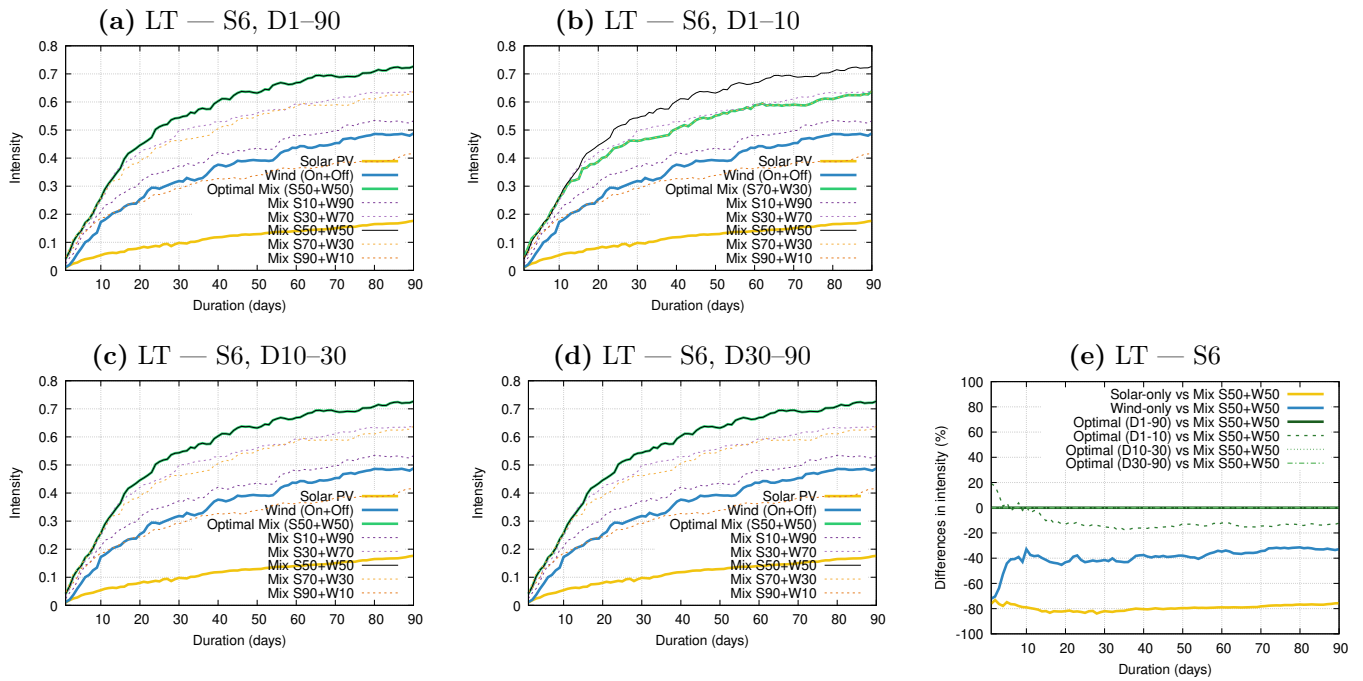 (a) LT — S6, D1–90
Intensity
0.8
0.7
0.6
0.5
0.4
0.3
0.2
0.1
0
Solar PV
Wind (On+Off)
Optimal Mix (S50+W50)
Mix S10+W90
Mix S30+W70
Mix S50+W50
Mix S70+W30
Mix S90+W10
10 20 30 40 50 60 70 80 90
Duration (days)
(b) LT — S6, D1–10
Intensity
0.8
0.7
0.6
0.5
0.4
0.3
0.2
0.1
0
Solar PV
Wind (On+Off)
Optimal Mix (S70+W30)
Mix S10+W90
Mix S30+W70
Mix S50+W50
Mix S70+W30
Mix S90+W10
10 20 30 40 50 60 70 80 90
Duration (days)
(c) LT — S6, D10–30
Intensity
0.8
0.7
0.6
0.5
0.4
0.3
0.2
0.1
0
Solar PV
Wind (On+Off)
Optimal Mix (S50+W50)
Mix S10+W90
Mix S30+W70
Mix S50+W50
Mix S70+W30
Mix S90+W10
10 20 30 40 50 60 70 80 90
Duration (days)
(d) LT — S6, D30–90
Intensity
0.8
0.7
0.6
0.5
0.4
0.3
0.2
0.1
0
Solar PV
Wind (On+Off)
Optimal Mix (S50+W50)
Mix S10+W90
Mix S30+W70
Mix S50+W50
Mix S70+W30
Mix S90+W10
10 20 30 40 50 60 70 80 90
Duration (days)
(e) LT — S6
Differences in intensity (%)
100
80
60
40
20
0
-20
-40
-60
-80
-100
Solar-only vs Mix S50+W50
Wind-only vs Mix S50+W50
Optimal (D1-90) vs Mix S50+W50
Optimal (D1-10) vs Mix S50+W50
Optimal (D10-30) vs Mix S50+W50
Optimal (D30-90) vs Mix S50+W50
10 20 30 40 50 60 70 80 90
Duration (days)